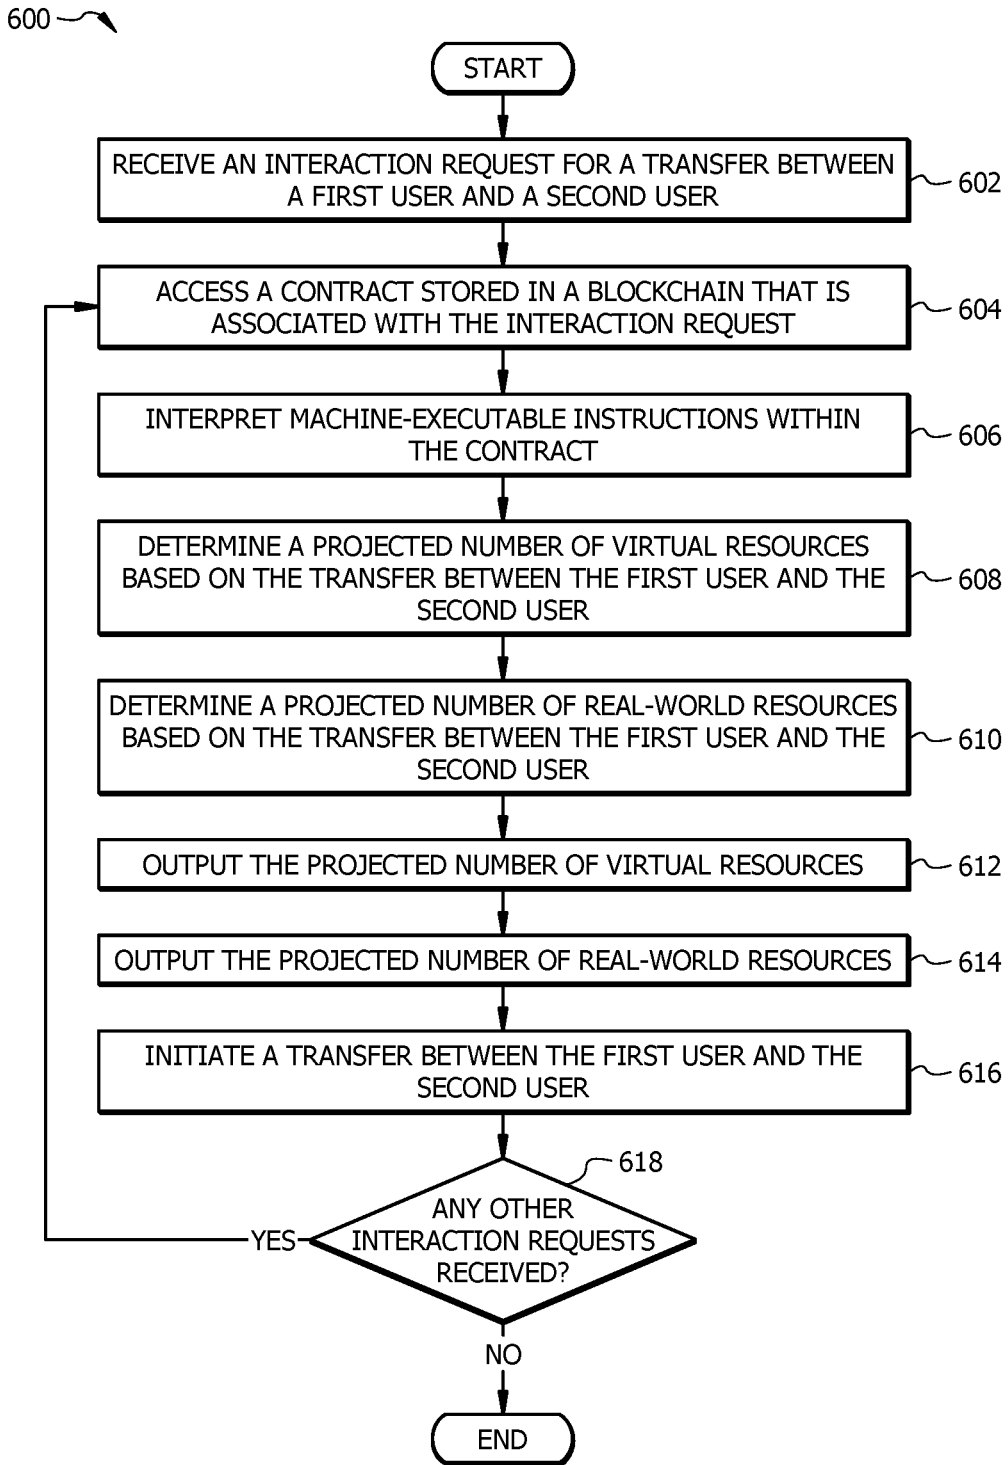 600
START
RECEIVE AN INTERACTION REQUEST FOR A TRANSFER BETWEEN
A FIRST USER AND A SECOND USER
602
ACCESS A CONTRACT STORED IN A BLOCKCHAIN THAT IS
ASSOCIATED WITH THE INTERACTION REQUEST
604
INTERPRET MACHINE-EXECUTABLE INSTRUCTIONS WITHIN
THE CONTRACT
606
DETERMINE A PROJECTED NUMBER OF VIRTUAL RESOURCES
BASED ON THE TRANSFER BETWEEN THE FIRST USER AND THE
SECOND USER
608
DETERMINE A PROJECTED NUMBER OF REAL-WORLD RESOURCES
BASED ON THE TRANSFER BETWEEN THE FIRST USER AND THE
SECOND USER
610
OUTPUT THE PROJECTED NUMBER OF VIRTUAL RESOURCES
612
OUTPUT THE PROJECTED NUMBER OF REAL-WORLD RESOURCES
614
INITIATE A TRANSFER BETWEEN THE FIRST USER AND THE
SECOND USER
616
618
ANY OTHER
INTERACTION REQUESTS
RECEIVED?
YES
NO
END